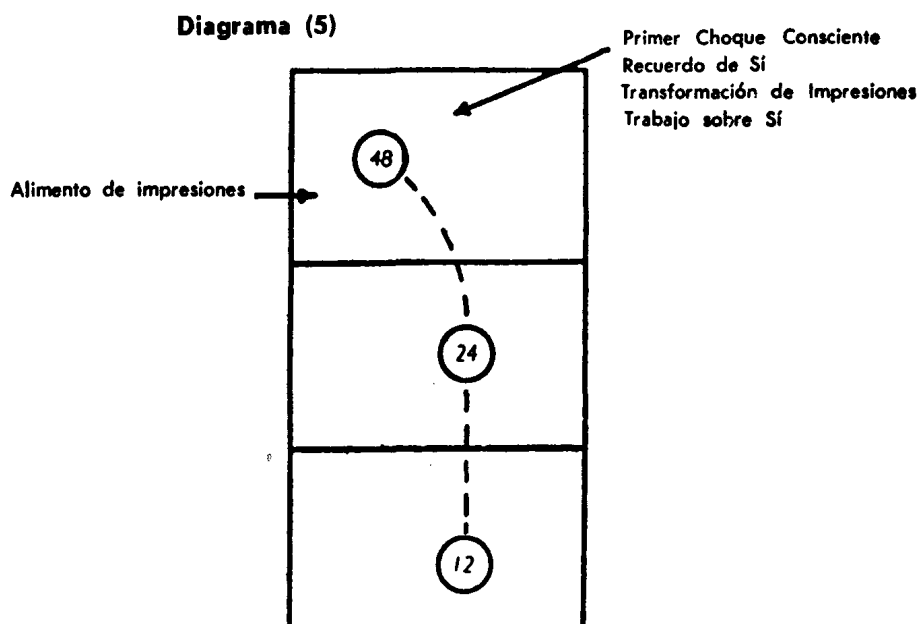 Diagrama (5)
Primer Choque Consciente
Recuerdo de Sí
Transformación de Impresiones
Trabajo sobre Sí
48
Alimento de impresiones
24
12